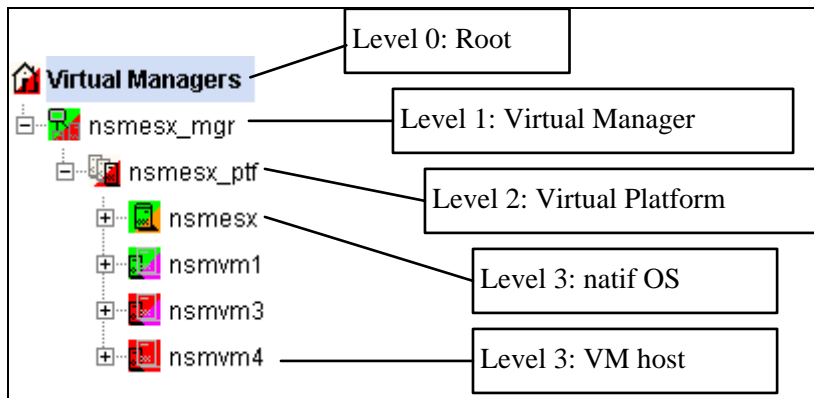 Level 0: Root
Virtual Managers
nsmesx_mgr
Level 1: Virtual Manager
nsmesx_ptf
Level 2: Virtual Platform
nsmesx
nsmvm1
Level 3: natif OS
nsmvm3
nsmvm4
Level 3: VM host